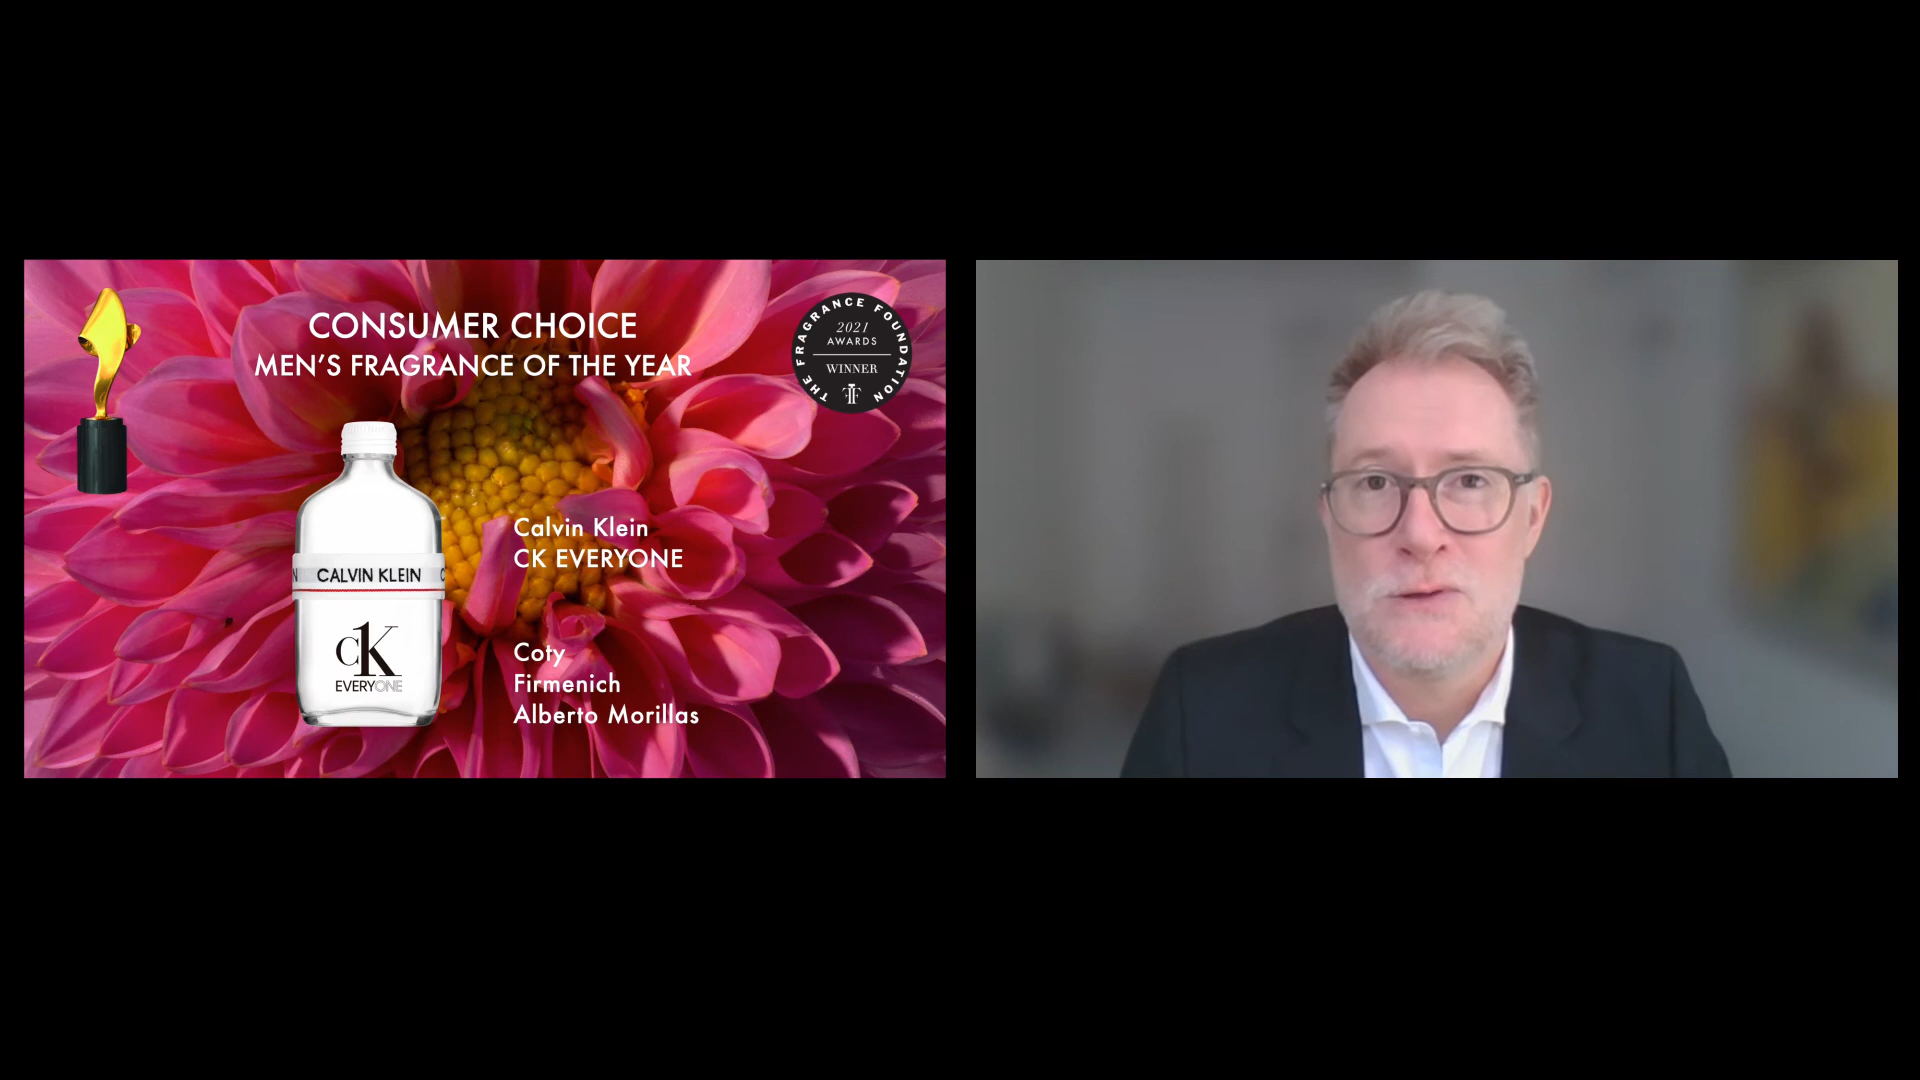 CONSUMER CHOICE
MEN'S FRAGRANCE OF THE YEAR
THE FRAGRANCE FOUNDATION
2021
AWARDS
WINNER
CALVIN KLEIN
cK1
EVERYONE
Calvin Klein
CK EVERYONE
Coty
Firmenich
Alberto Morillas